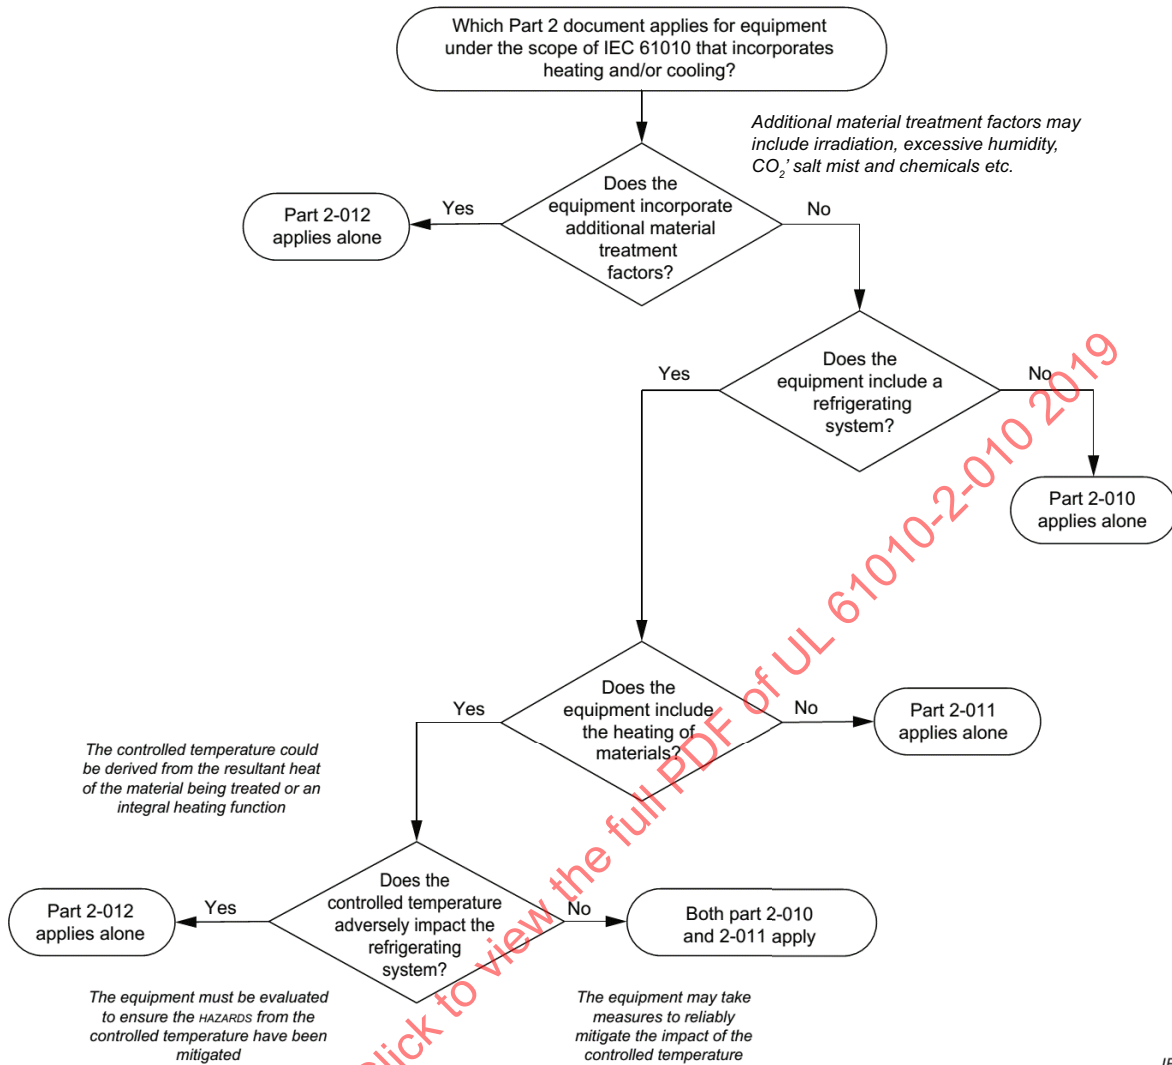 Which Part 2 document applies for equipment
under the scope of IEC 61010 that incorporates
heating and/or cooling?
Additional material treatment factors may
include irradiation, excessive humidity,
CO₂’ salt mist and chemicals etc.
Does the
equipment incorporate
additional material
treatment
factors?
Yes
No
Part 2-012
applies alone
Does the
equipment include a
refrigerating
system?
Yes
No
Part 2-010
applies alone
Does the
equipment include
the heating of
materials?
Yes
No
Part 2-011
applies alone
The controlled temperature could
be derived from the resultant heat
of the material being treated or an
integral heating function
Does the
controlled temperature
adversely impact the
refrigerating
system?
Yes
No
Part 2-012
applies alone
Both part 2-010
and 2-011 apply
The equipment must be evaluated
to ensure the HAZARDS from the
controlled temperature have been
mitigated
The equipment may take
measures to reliably
mitigate the impact of the
controlled temperature
Click to view the full PDF of UL 61010-2-010 2019